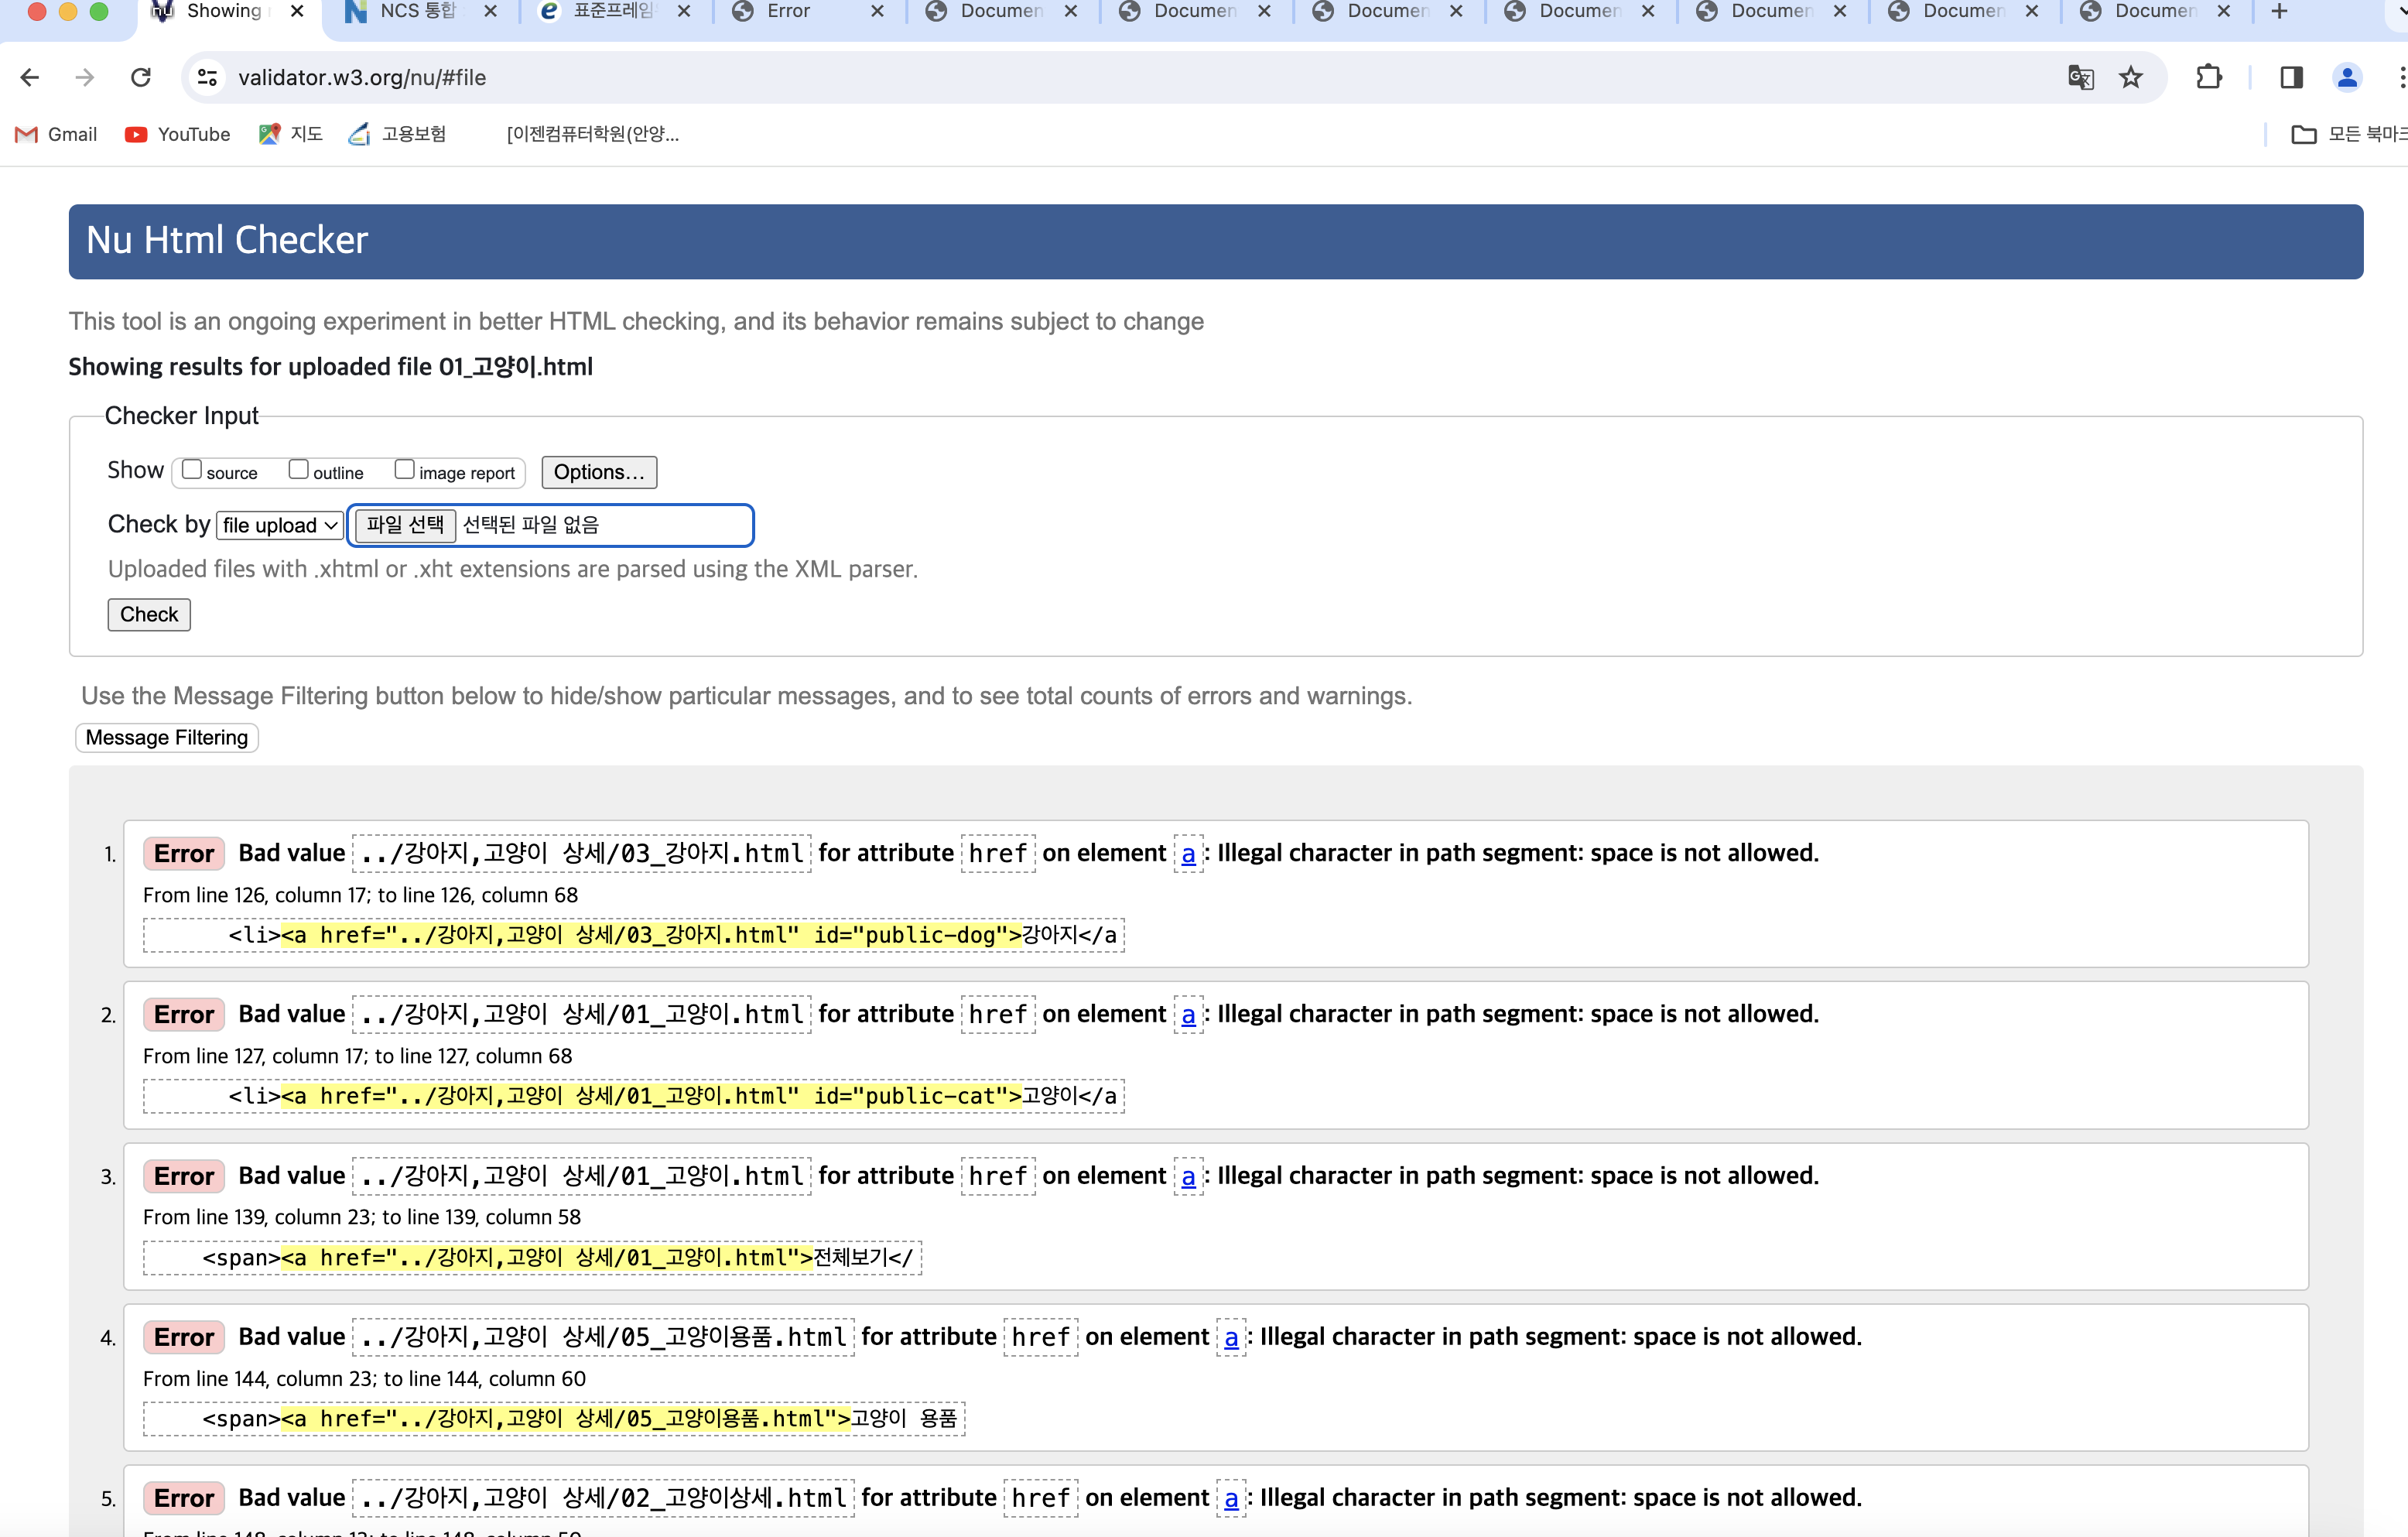 Showing
NCS 통합
표준프레임
Error
Documen
Documen
Documen
Documen
Documen
Documen
Documen
validator.w3.org/nu/#file
Gmail
YouTube
지도
고용보험
[이젠컴퓨터학원(안양...
모든 북마크
Nu Html Checker
This tool is an ongoing experiment in better HTML checking, and its behavior remains subject to change
Showing results for uploaded file 01_고양이.html
Checker Input
Show source outline image report Options...
Check by file upload 파일 선택 선택된 파일 없음
Uploaded files with .xhtml or .xht extensions are parsed using the XML parser.
Check
Use the Message Filtering button below to hide/show particular messages, and to see total counts of errors and warnings.
Message Filtering
1. Error Bad value ../강아지,고양이 상세/03_강아지.html for attribute href on element a: Illegal character in path segment: space is not allowed.
From line 126, column 17; to line 126, column 68
<li><a href="../강아지,고양이 상세/03_강아지.html" id="public-dog">강아지</a
2. Error Bad value ../강아지,고양이 상세/01_고양이.html for attribute href on element a: Illegal character in path segment: space is not allowed.
From line 127, column 17; to line 127, column 68
<li><a href="../강아지,고양이 상세/01_고양이.html" id="public-cat">고양이</a
3. Error Bad value ../강아지,고양이 상세/01_고양이.html for attribute href on element a: Illegal character in path segment: space is not allowed.
From line 139, column 23; to line 139, column 58
<span><a href="../강아지,고양이 상세/01_고양이.html">전체보기</
4. Error Bad value ../강아지,고양이 상세/05_고양이용품.html for attribute href on element a: Illegal character in path segment: space is not allowed.
From line 144, column 23; to line 144, column 60
<span><a href="../강아지,고양이 상세/05_고양이용품.html">고양이 용품
5. Error Bad value ../강아지,고양이 상세/02_고양이상세.html for attribute href on element a: Illegal character in path segment: space is not allowed.